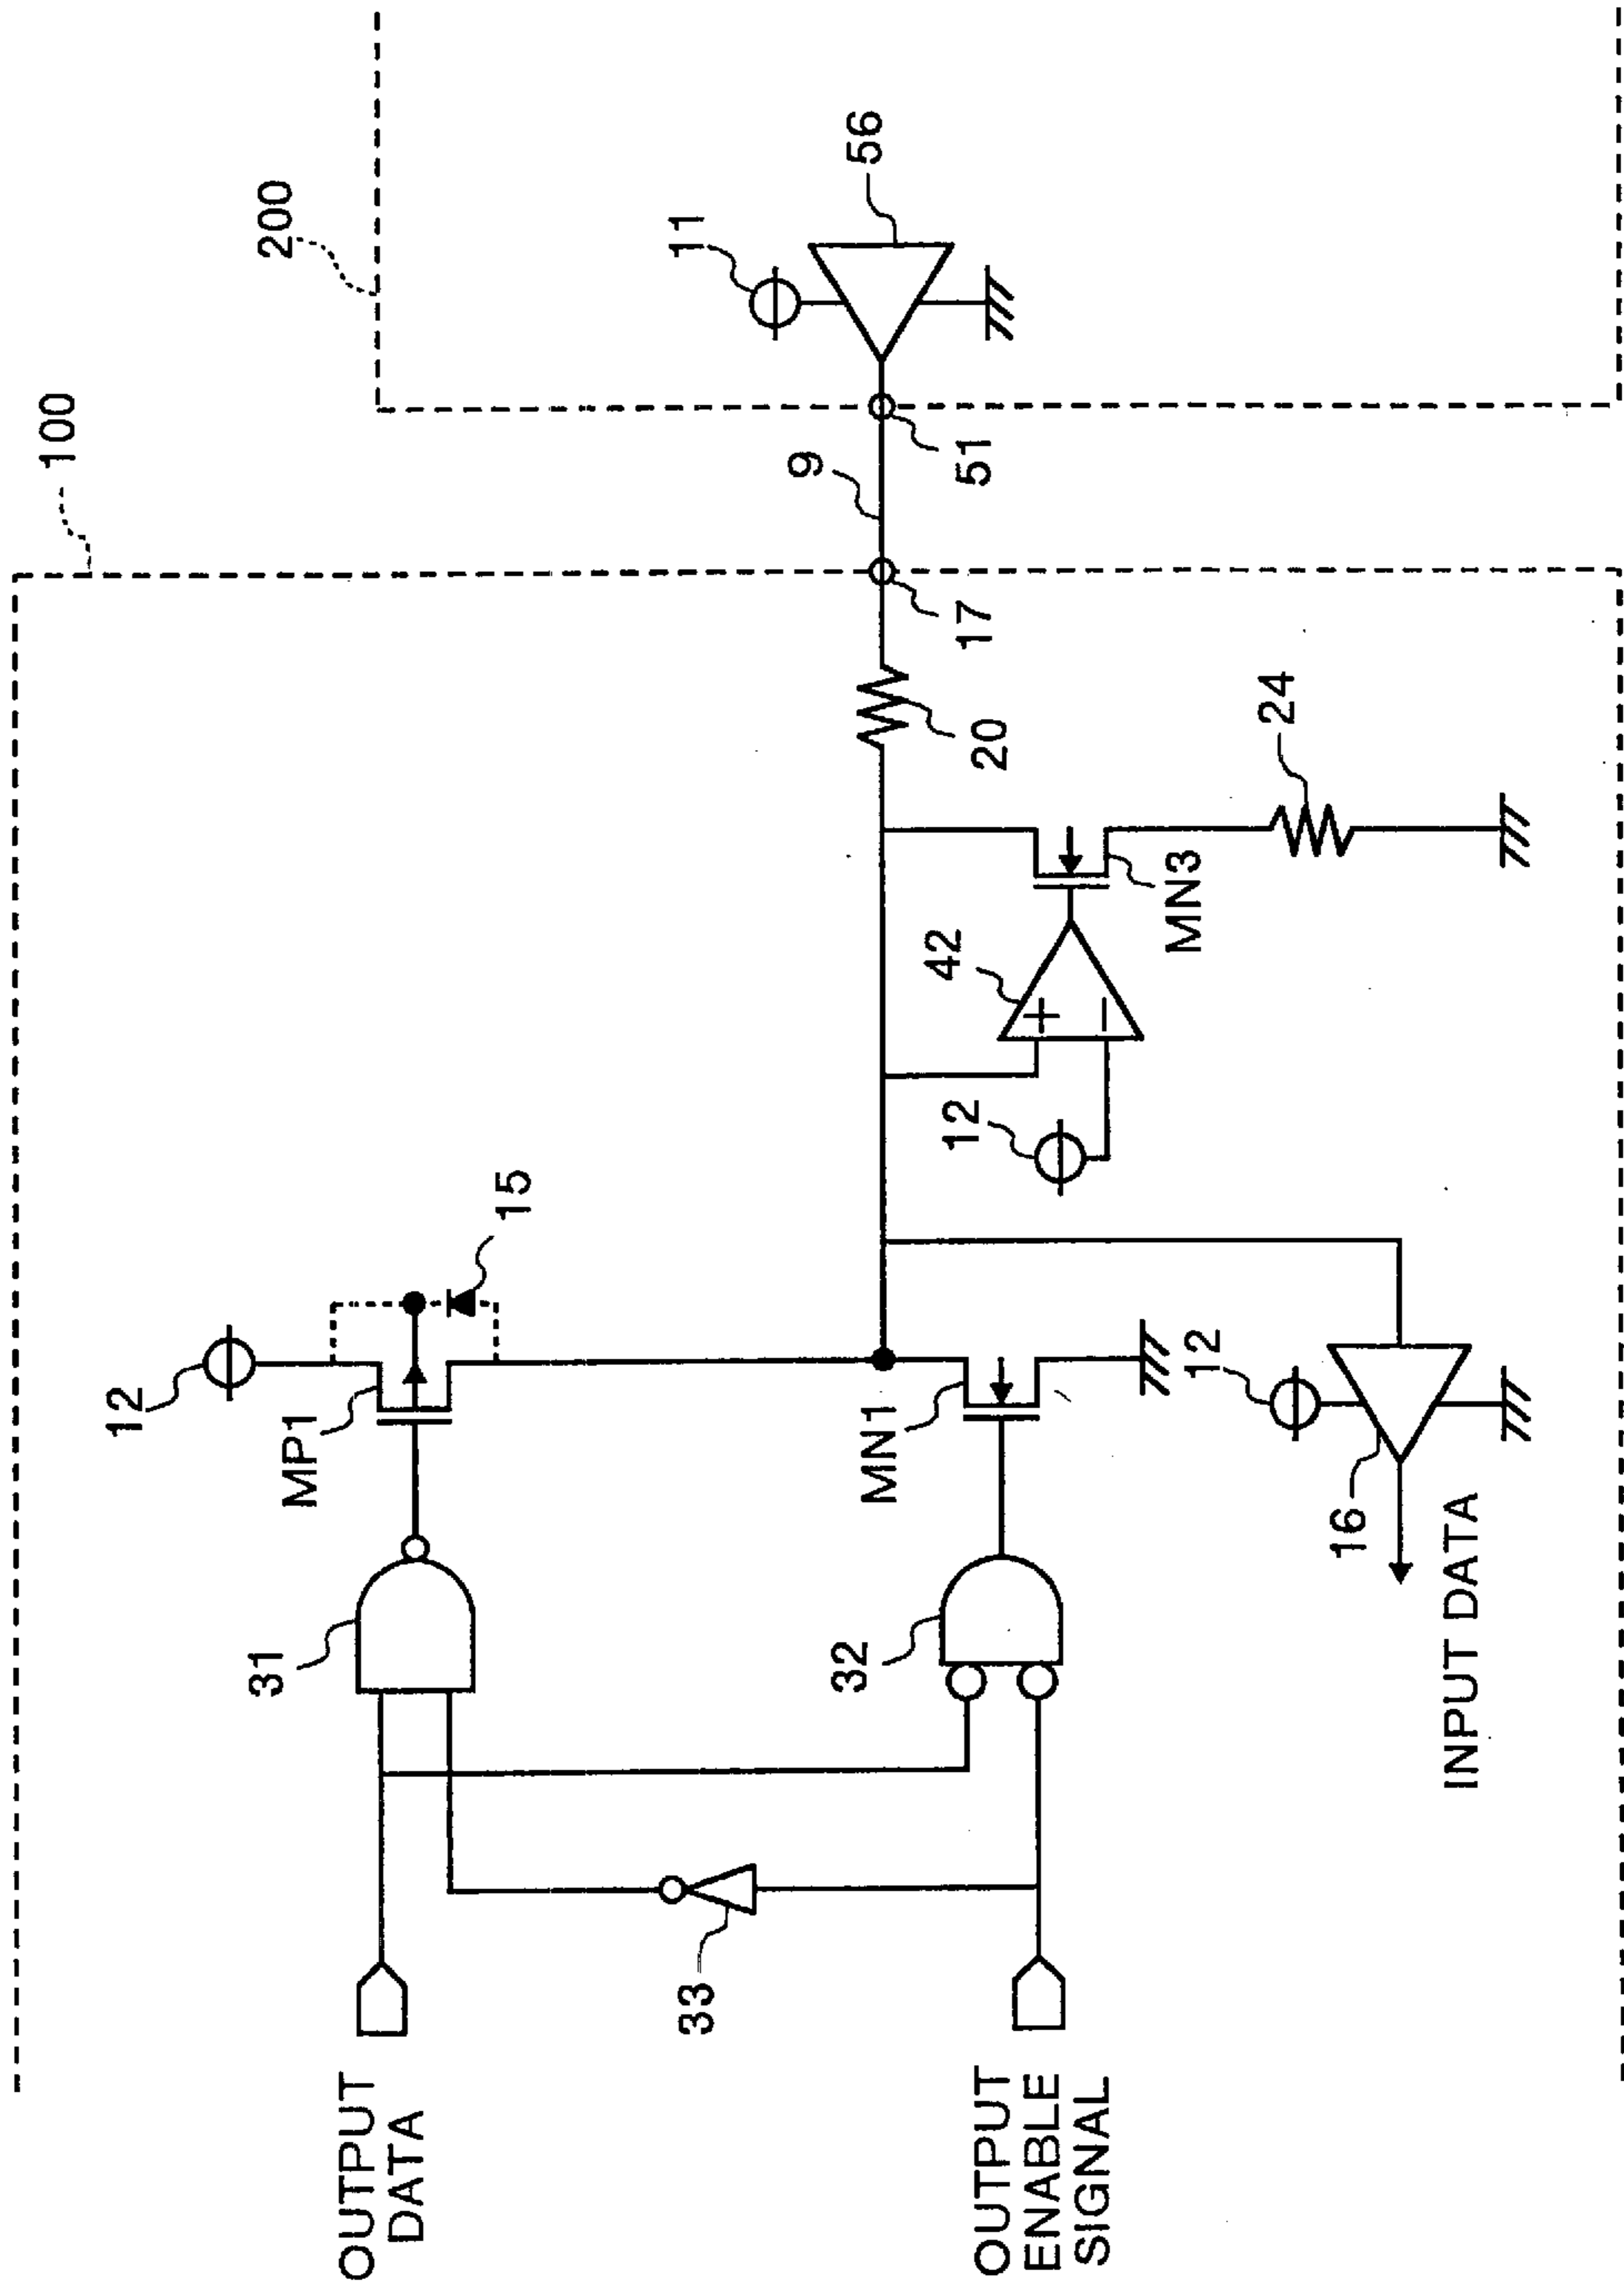 100
200
12
MP1
15
11
56
OUTPUT
DATA
31
33
32
MN1
12
42
+
−
MN3
20
24
17
9
51
OUTPUT
ENABLE
SIGNAL
12
16
INPUT DATA